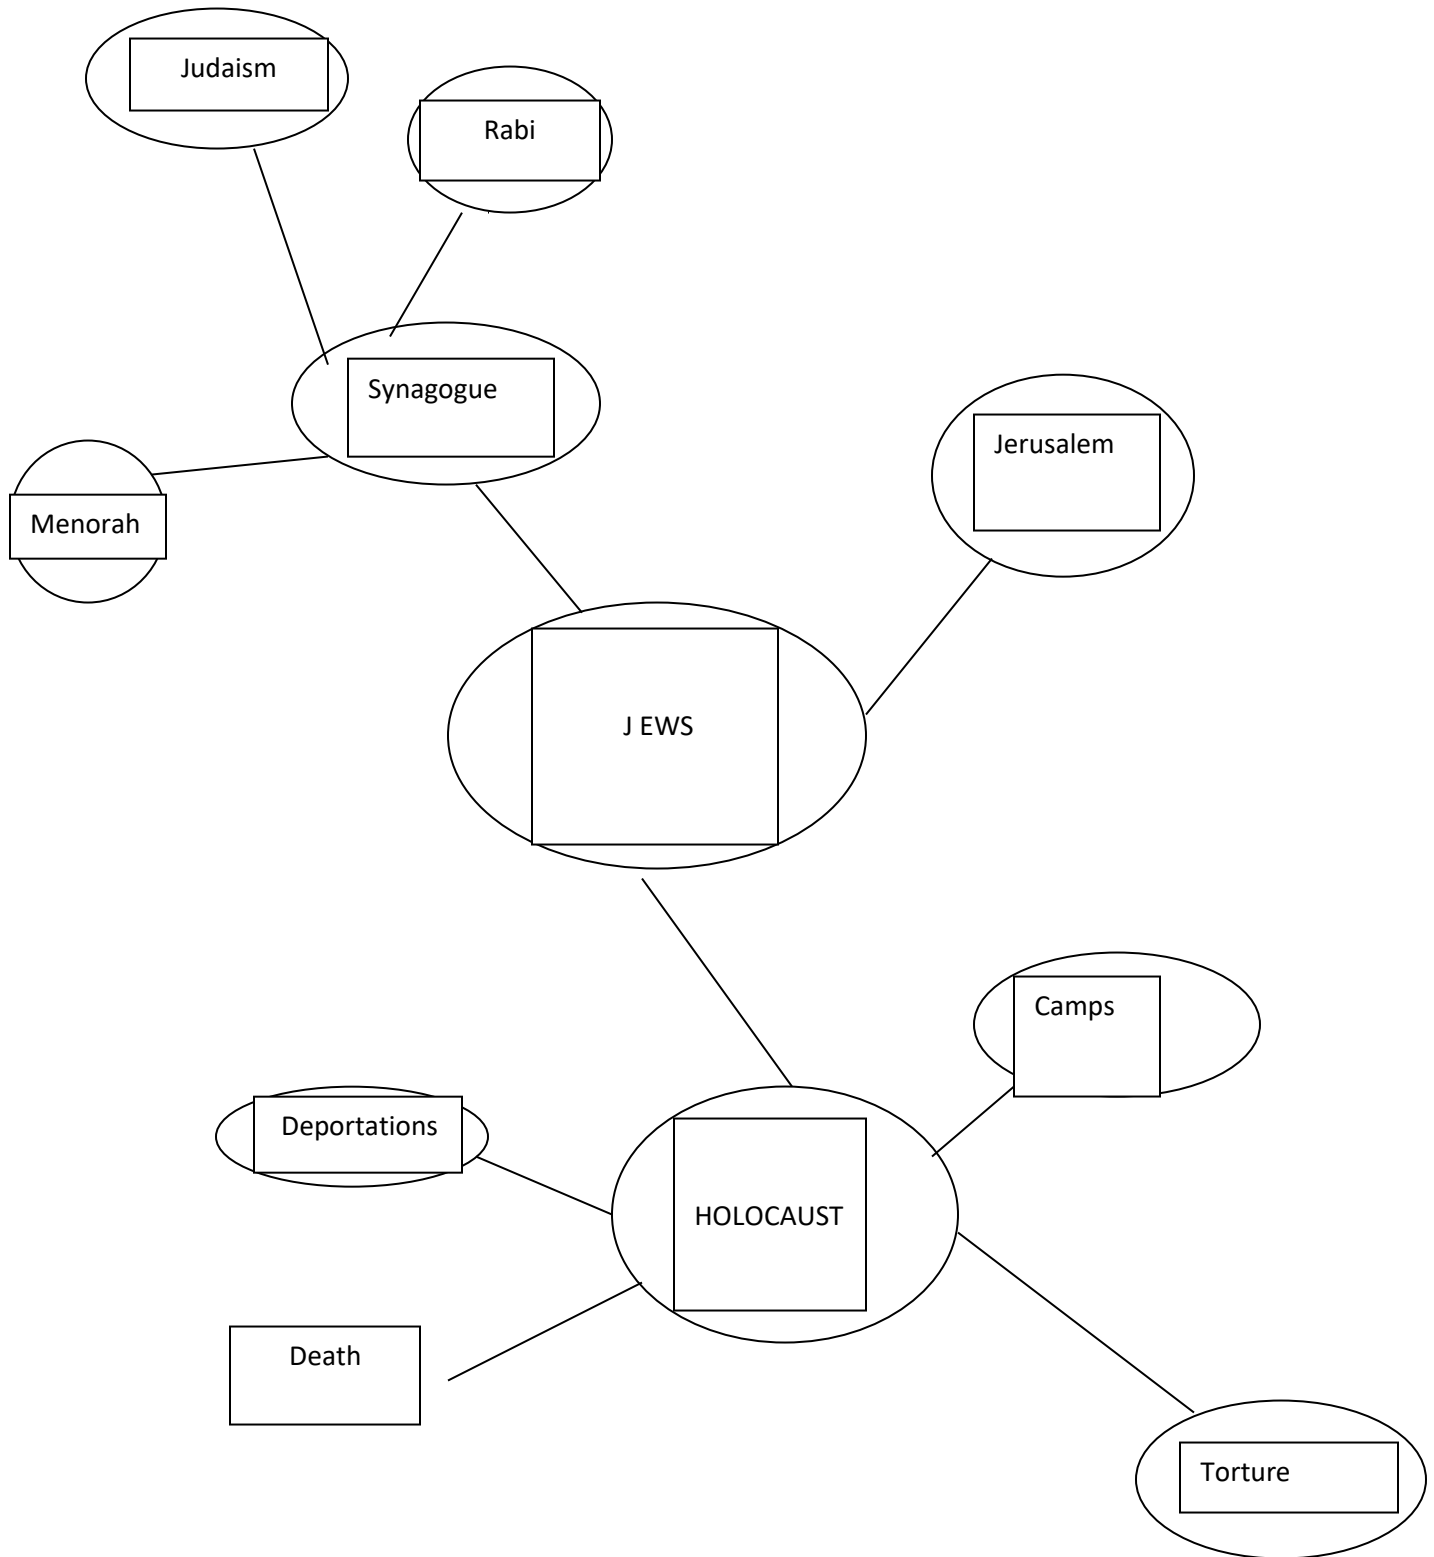 Judaism
Rabi
Synagogue
Jerusalem
Menorah
J EWS
Camps
Deportations
HOLOCAUST
Death
Torture